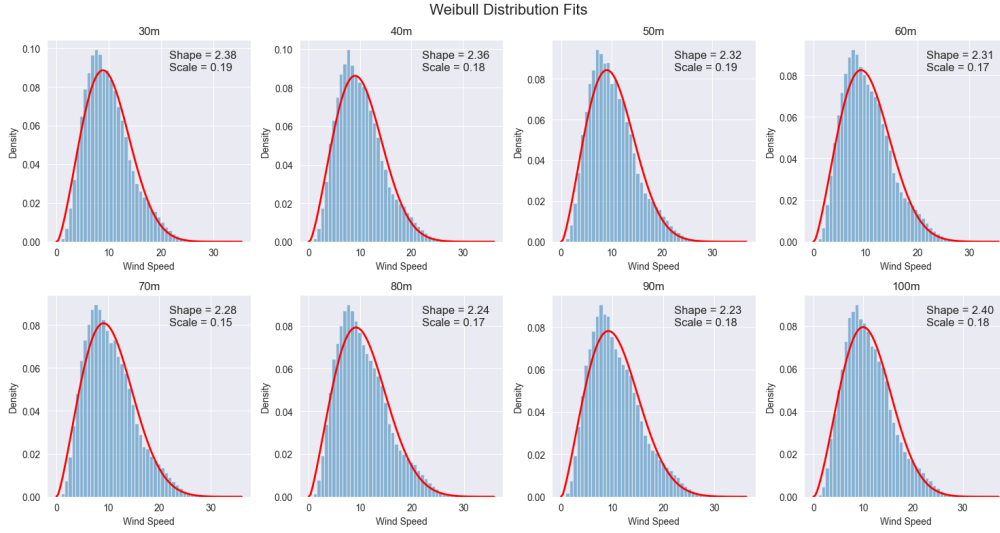 Weibull Distribution Fits
30m
Shape = 2.38
Scale = 0.19
0.10
0.08
0.06
0.04
0.02
0.00
Density
0 10 20 30
Wind Speed
40m
Shape = 2.36
Scale = 0.18
0.10
0.08
0.06
0.04
0.02
0.00
Density
0 10 20 30
Wind Speed
50m
Shape = 2.32
Scale = 0.19
0.08
0.06
0.04
0.02
0.00
Density
0 10 20 30
Wind Speed
60m
Shape = 2.31
Scale = 0.17
0.08
0.06
0.04
0.02
0.00
Density
0 10 20 30
Wind Speed
70m
Shape = 2.28
Scale = 0.15
0.08
0.06
0.04
0.02
0.00
Density
0 10 20 30
Wind Speed
80m
Shape = 2.24
Scale = 0.17
0.08
0.06
0.04
0.02
0.00
Density
0 10 20 30
Wind Speed
90m
Shape = 2.23
Scale = 0.18
0.08
0.06
0.04
0.02
0.00
Density
0 10 20 30
Wind Speed
100m
Shape = 2.40
Scale = 0.18
0.08
0.06
0.04
0.02
0.00
Density
0 10 20 30
Wind Speed